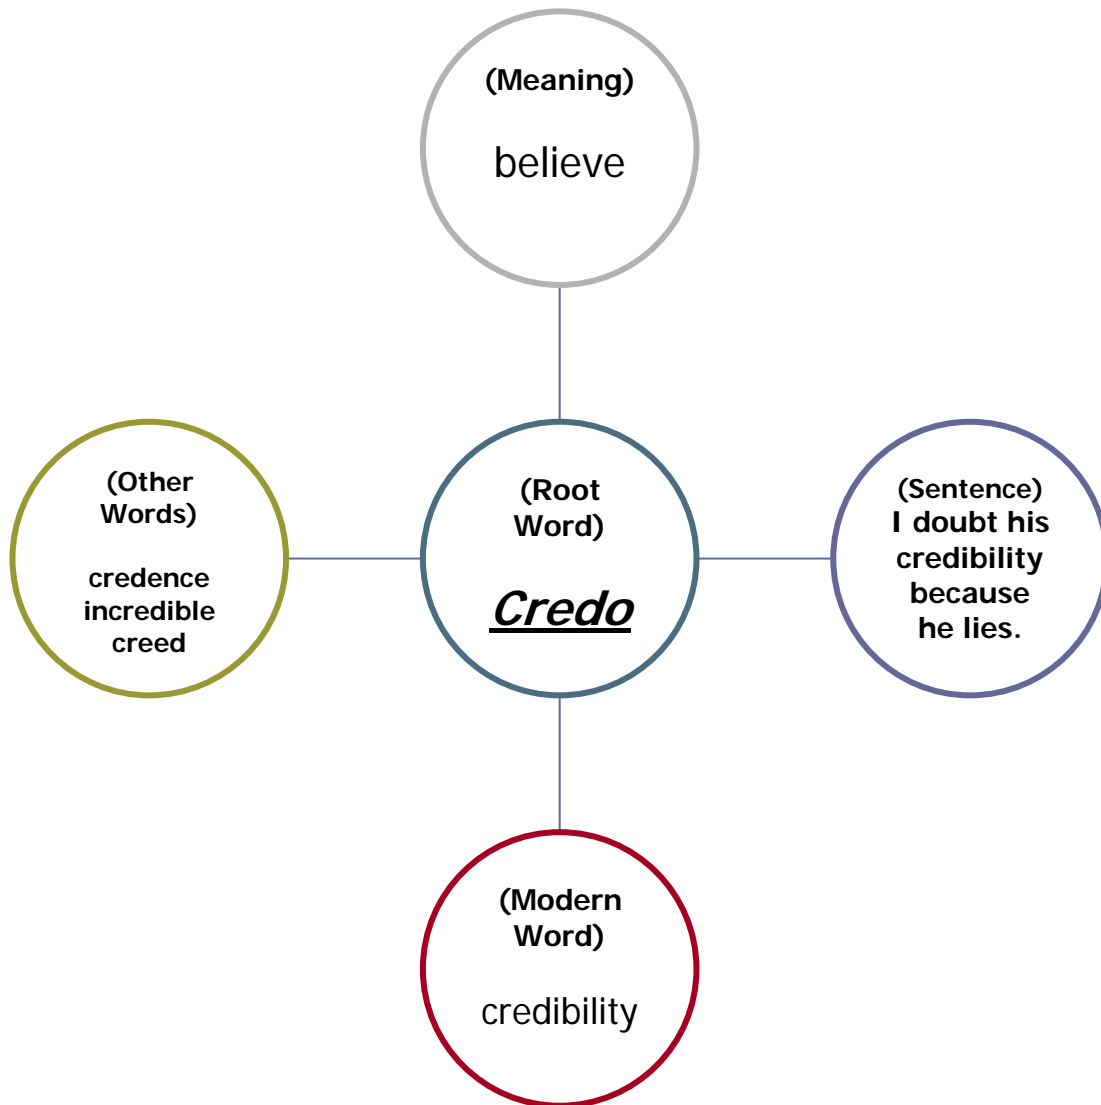 (Meaning)
believe
(Other
Words)
credence
incredible
creed
(Root
Word)
Credo
(Sentence)
I doubt his
credibility
because
he lies.
(Modern
Word)
credibility